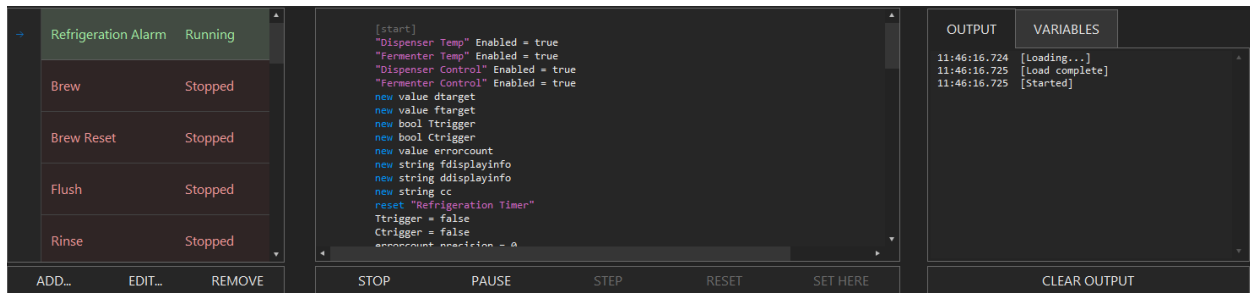 Refrigeration Alarm Running
Brew Stopped
Brew Reset Stopped
Flush Stopped
Rinse Stopped
ADD... EDIT... REMOVE
[start]
"Dispenser Temp" Enabled = true
"Fermenter Temp" Enabled = true
"Dispenser Control" Enabled = true
"Fermenter Control" Enabled = true
new value dtarget
new value ftarget
new bool Ttrigger
new bool Ctrigger
new value errorcount
new string fdisplayinfo
new string ddisplayinfo
new string cc
reset "Refrigeration Timer"
Ttrigger = false
Ctrigger = false
errorcount precision = 0
STOP PAUSE STEP RESET SET HERE
OUTPUT VARIABLES
11:46:16.724 [Loading...]
11:46:16.725 [Load complete]
11:46:16.725 [Started]
CLEAR OUTPUT